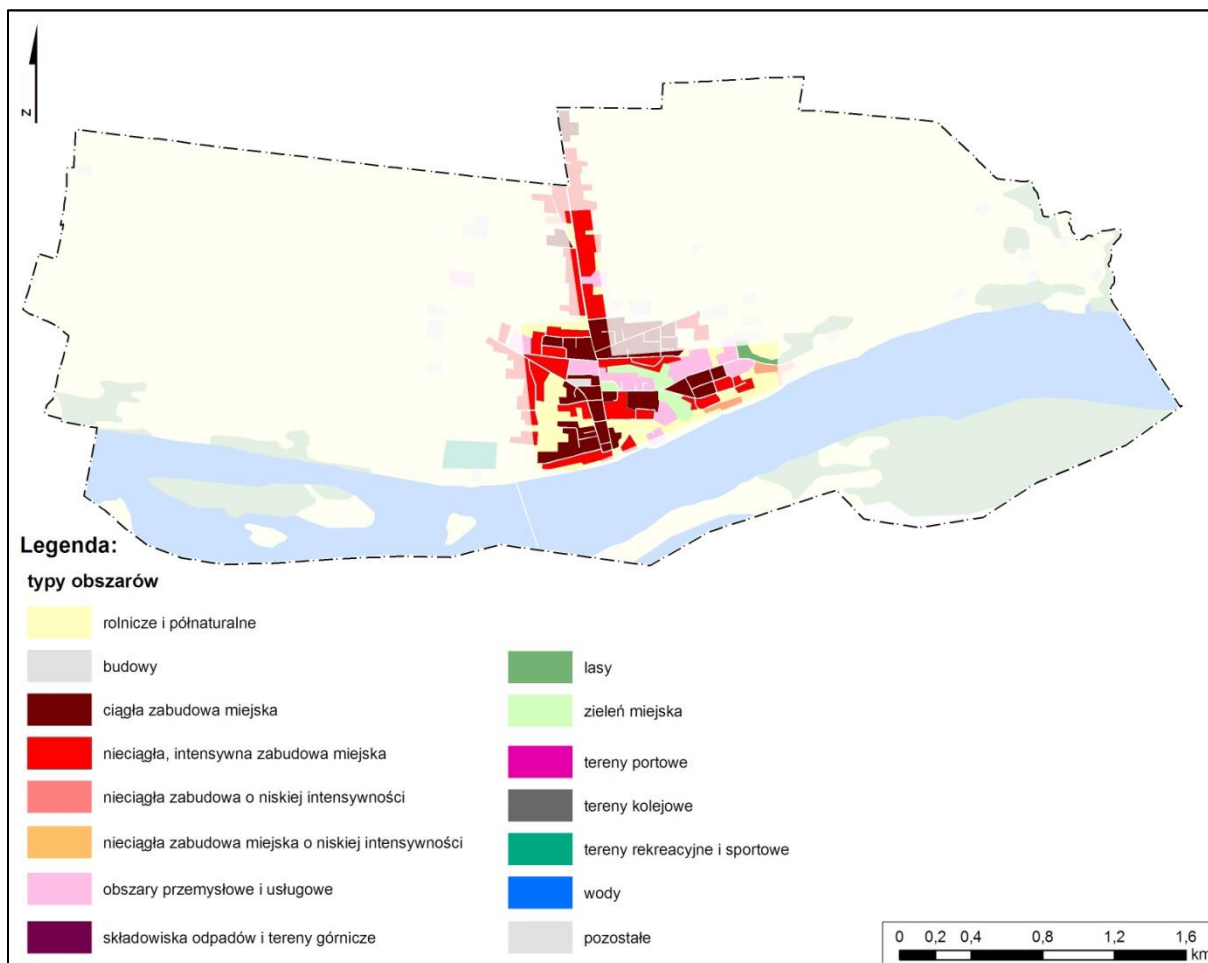 N
Legenda:
typy obszarów
rolnicze i półnaturalne
budowy
ciągła zabudowa miejska
nieciągła, intensywna zabudowa miejska
nieciągła zabudowa o niskiej intensywności
nieciągła zabudowa miejska o niskiej intensywności
obszary przemysłowe i usługowe
składowiska odpadów i tereny górnicze
lasy
zieleń miejska
tereny portowe
tereny kolejowe
tereny rekreacyjne i sportowe
wody
pozostałe
0 0,2 0,4 0,8 1,2 1,6
km